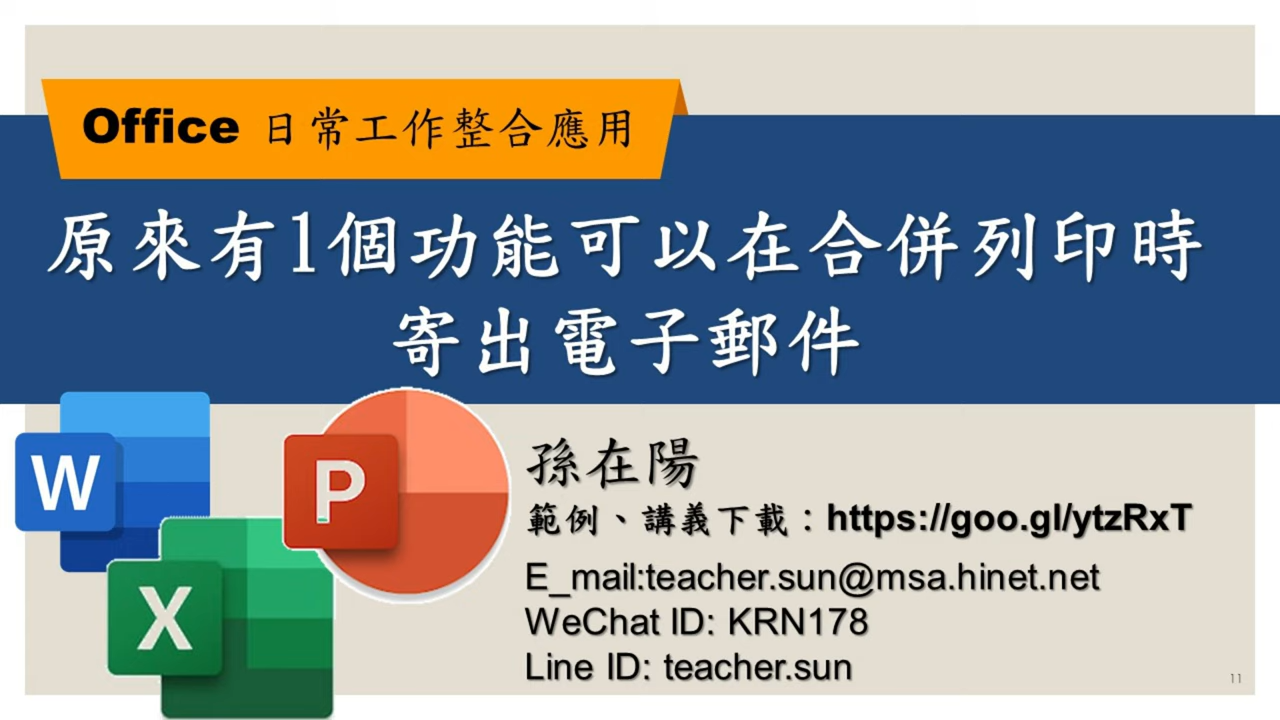 Office 日常工作整合應用
原來有1個功能可以在合併列印時
寄出電子郵件
孫在陽
範例、講義下載：https://goo.gl/ytzRxT
E_mail:teacher.sun@msa.hinet.net
WeChat ID: KRN178
Line ID: teacher.sun
W
P
X
11